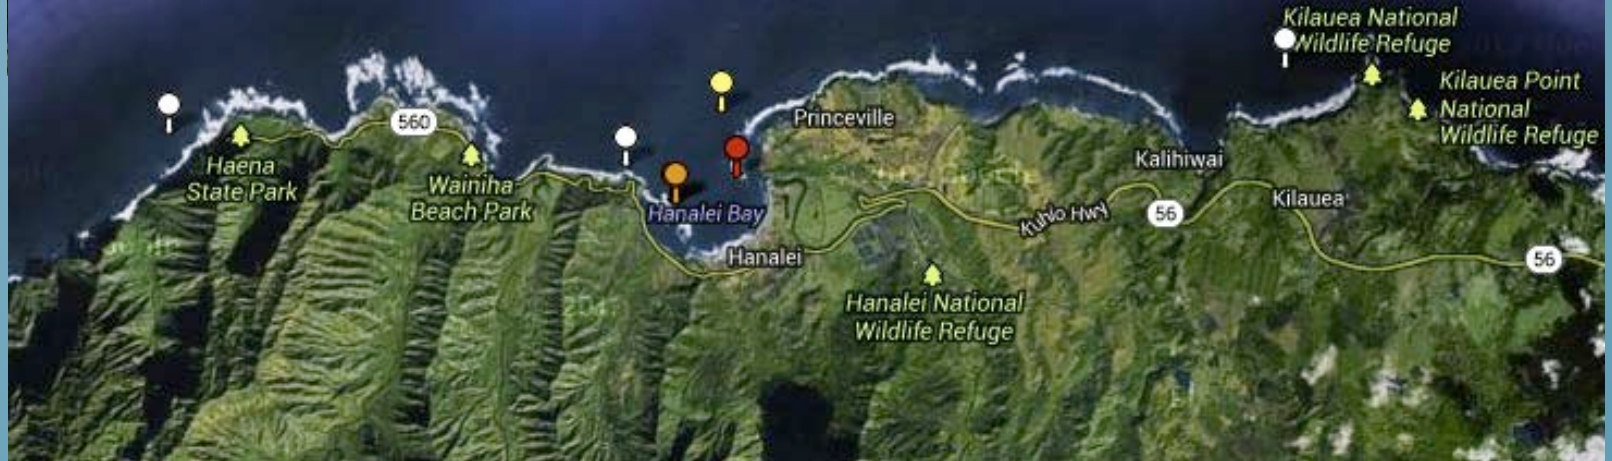 Kilauea National
Wildlife Refuge
Kilauea Point
National
Wildlife Refuge
560
Princeville
Haena
State Park
Wainiha
Beach Park
Kalihiwai
Kilauea
Hanalei Bay
Kuhio Hwy
56
Hanalei
56
Hanalei National
Wildlife Refuge